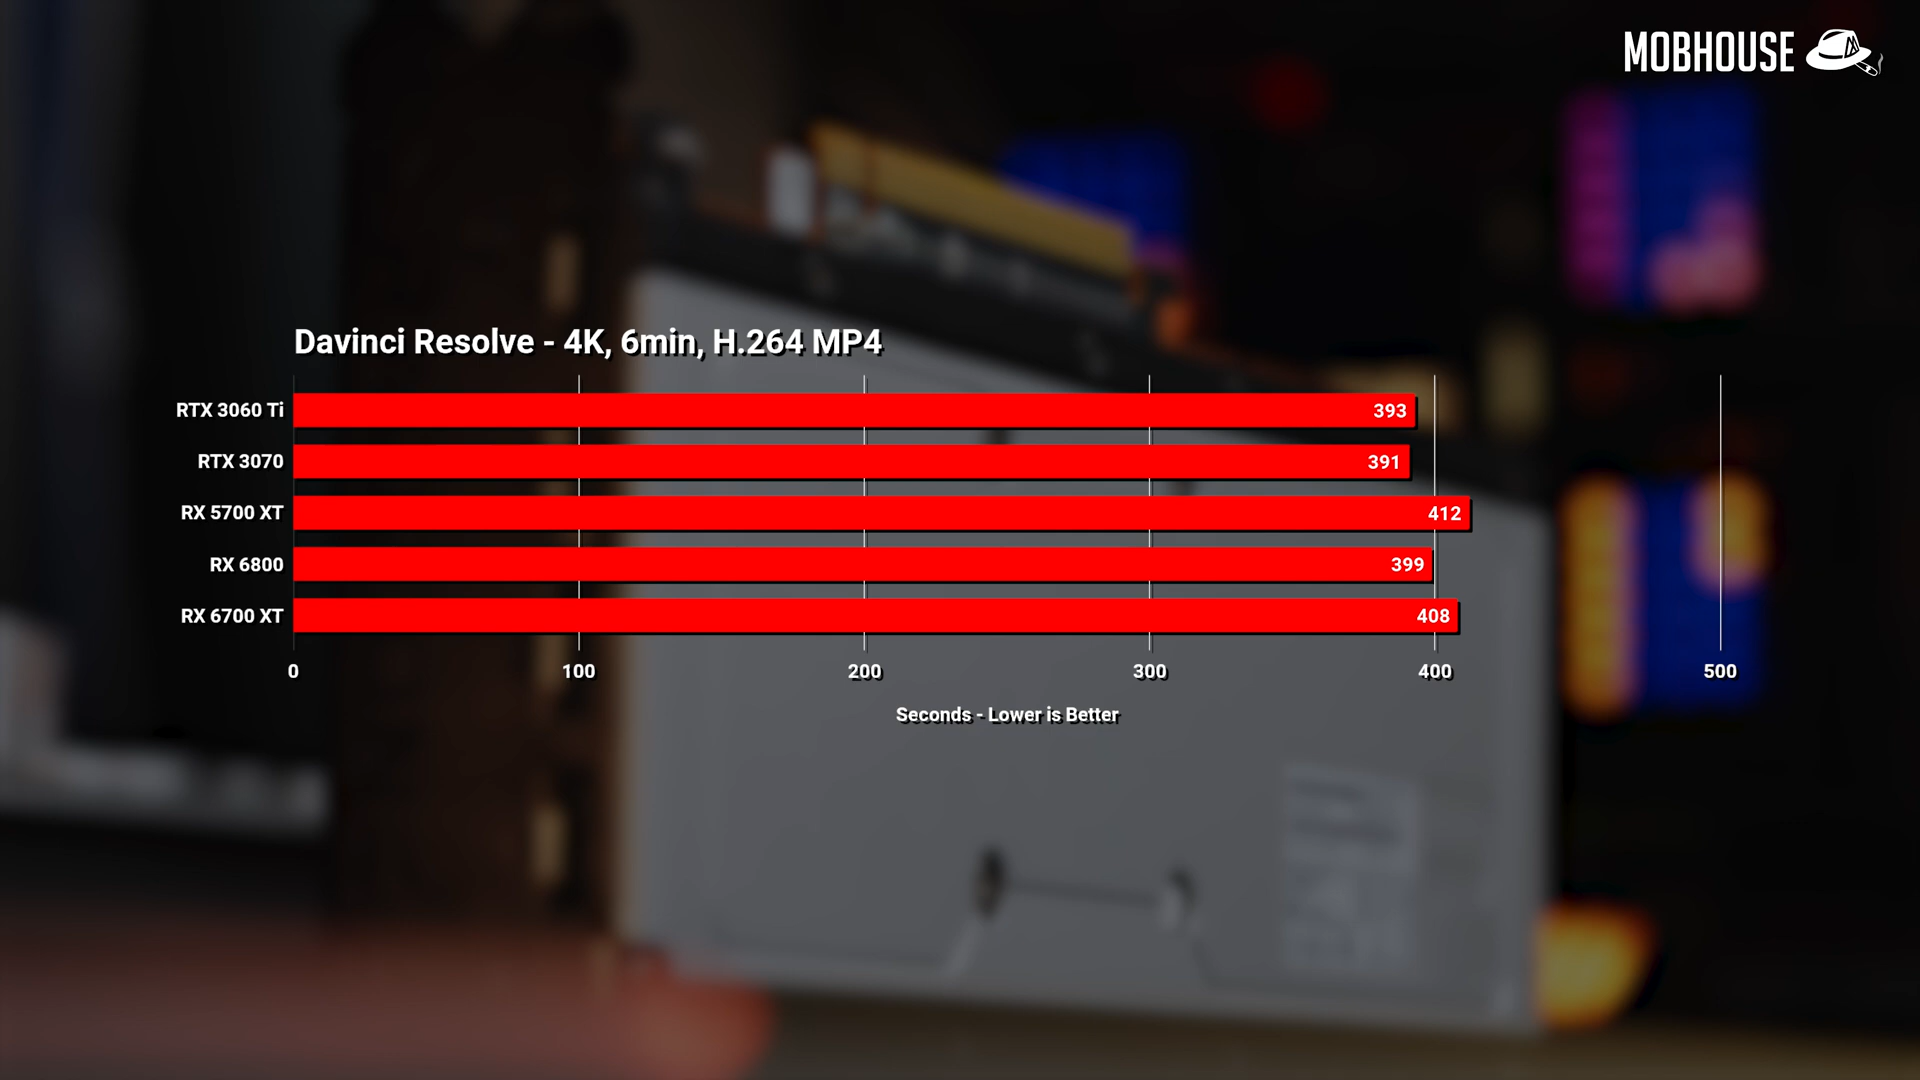 MOBHOUSE
Davinci Resolve - 4K, 6min, H.264 MP4
RTX 3060 Ti 393
RTX 3070 391
RX 5700 XT 412
RX 6800 399
RX 6700 XT 408
0 100 200 300 400 500
Seconds - Lower is Better